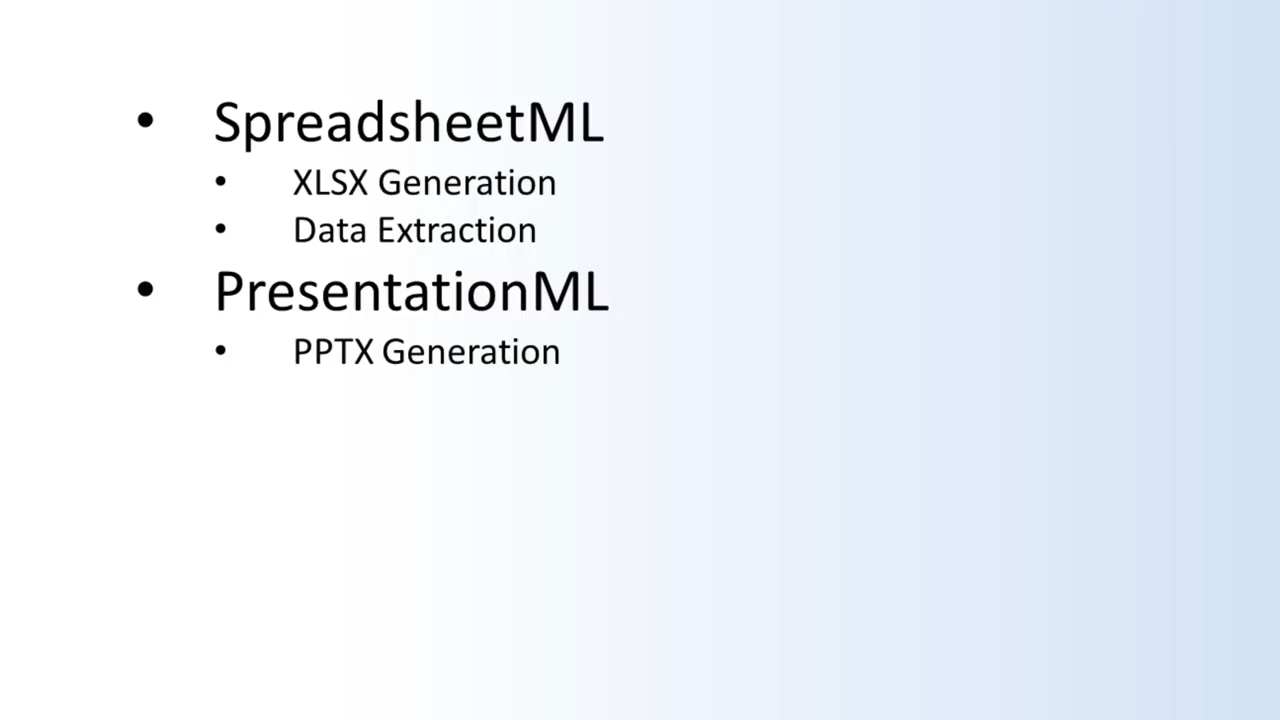 • SpreadsheetML
• XLSX Generation
• Data Extraction
• PresentationML
• PPTX Generation